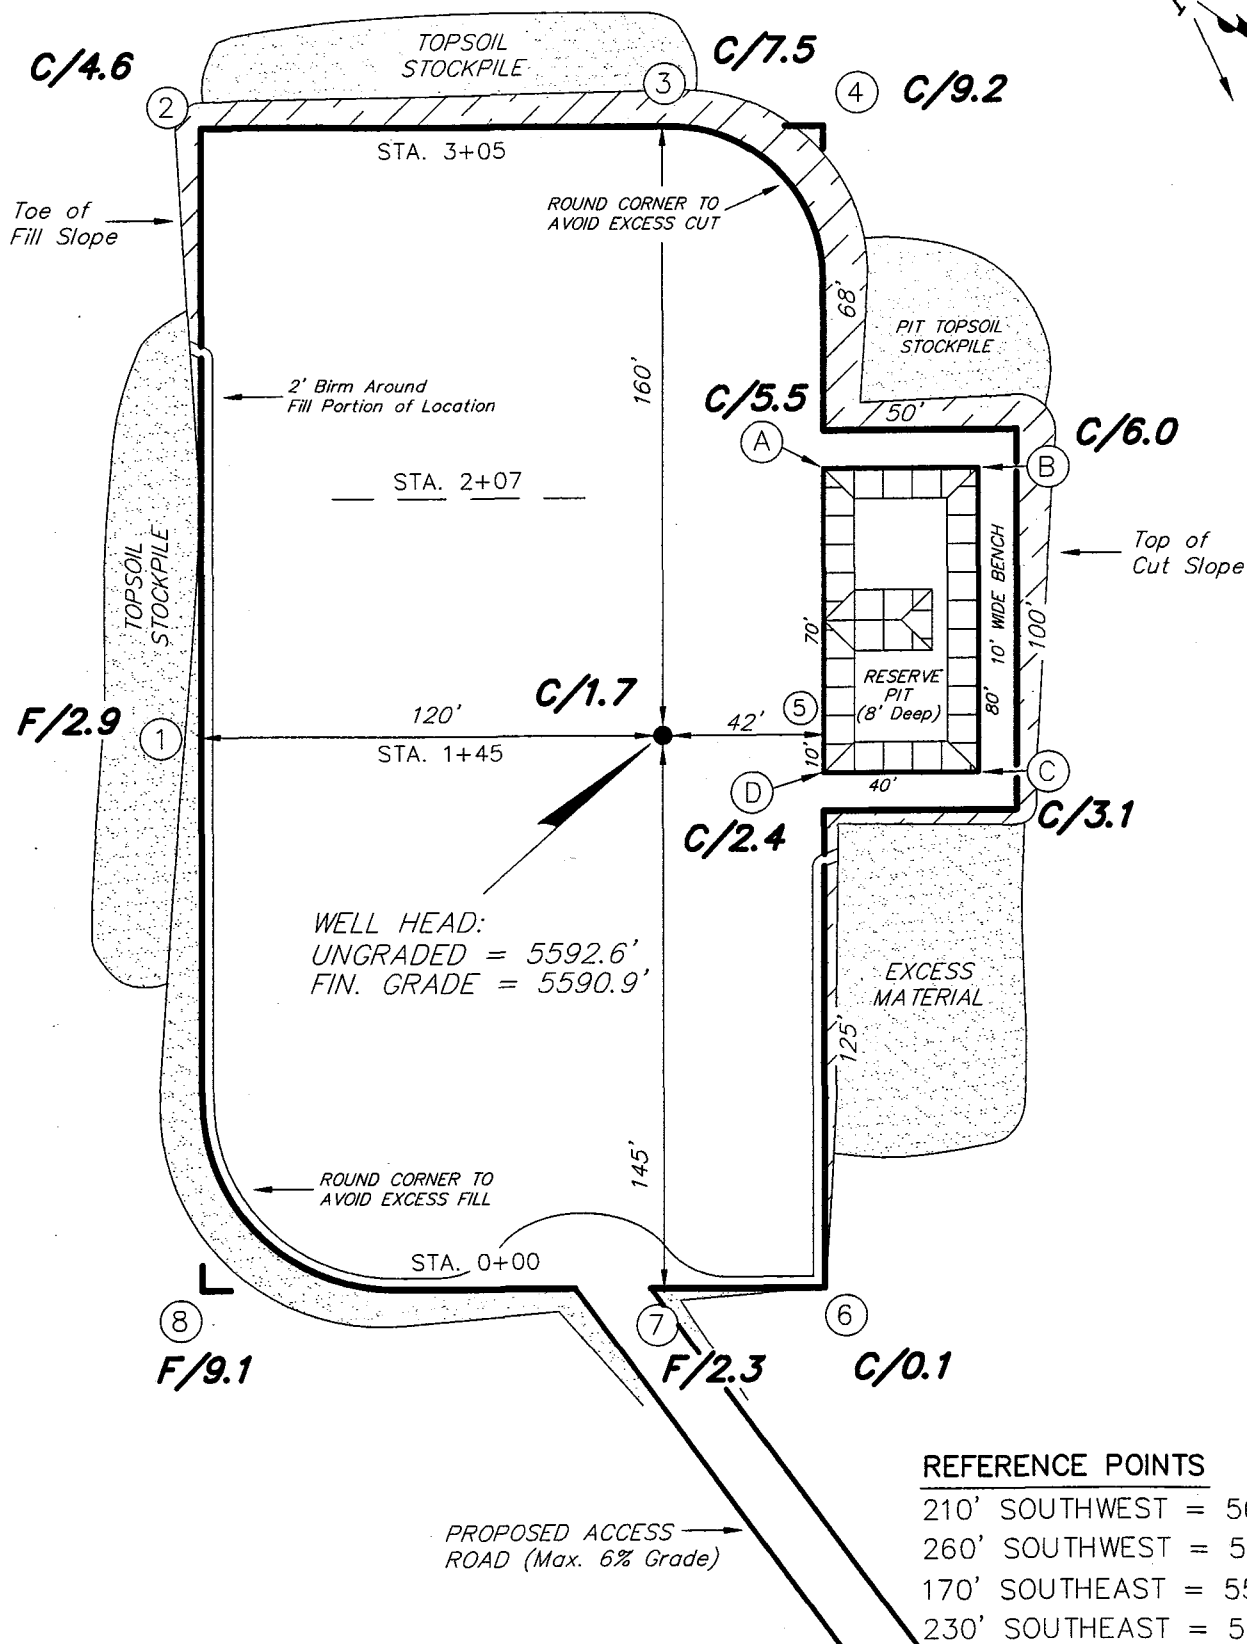 TOPSOIL
STOCKPILE
C/4.6
C/7.5
2
3
4
C/9.2
STA. 3+05
Toe of
Fill Slope
ROUND CORNER TO
AVOID EXCESS CUT
68'
PIT TOPSOIL
STOCKPILE
2' Birm Around
Fill Portion of Location
160'
C/5.5
50'
C/6.0
A
B
STA. 2+07
TOPSOIL
STOCKPILE
Top of
Cut Slope
10' WIDE BENCH
100'
70'
RESERVE
PIT
(8' Deep)
80'
C/1.7
F/2.9
1
120'
42'
5
STA. 1+45
10'
D
40'
C
C/2.4
C/3.1
WELL HEAD:
UNGRADED = 5592.6'
FIN. GRADE = 5590.9'
EXCESS
MATERIAL
125'
145'
ROUND CORNER TO
AVOID EXCESS FILL
STA. 0+00
8
7
6
F/9.1
F/2.3
C/0.1
PROPOSED ACCESS
ROAD (Max. 6% Grade)
REFERENCE POINTS
210' SOUTHWEST =
260' SOUTHWEST =
170' SOUTHEAST =
230' SOUTHEAST =